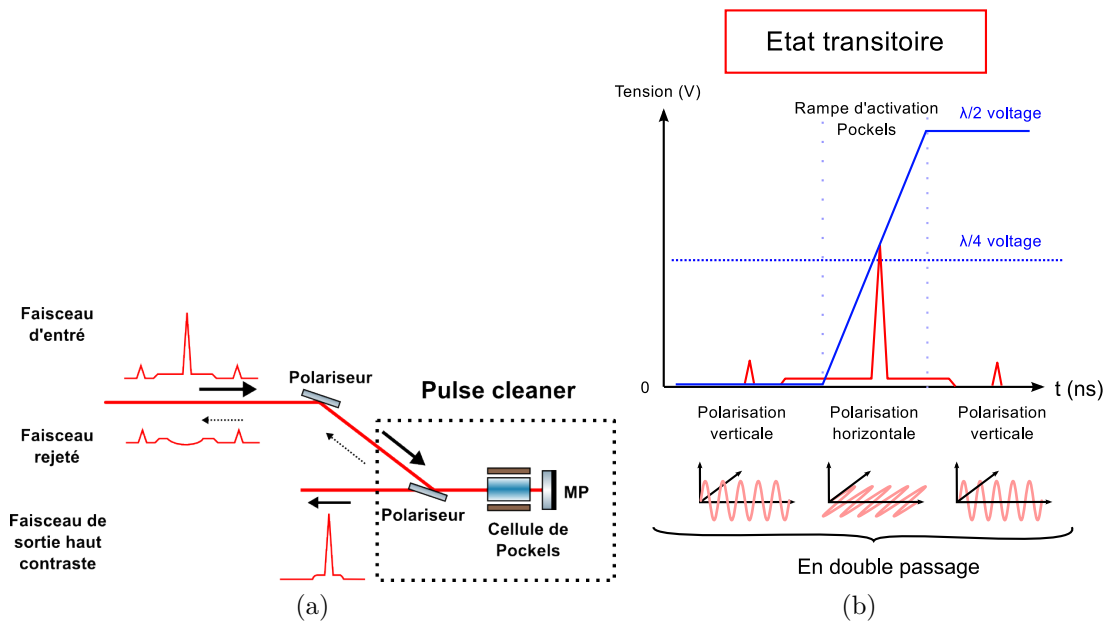 Faisceau
d'entré
Polariseur
Pulse cleaner
Faisceau
rejeté
Polariseur
MP
Cellule de
Pockels
Faisceau de
sortie haut
contraste
(a)
Etat transitoire
Tension (V)
Rampe d'activation
Pockels
λ/2 voltage
λ/4 voltage
0
t (ns)
Polarisation
verticale
Polarisation
horizontale
Polarisation
verticale
En double passage
(b)